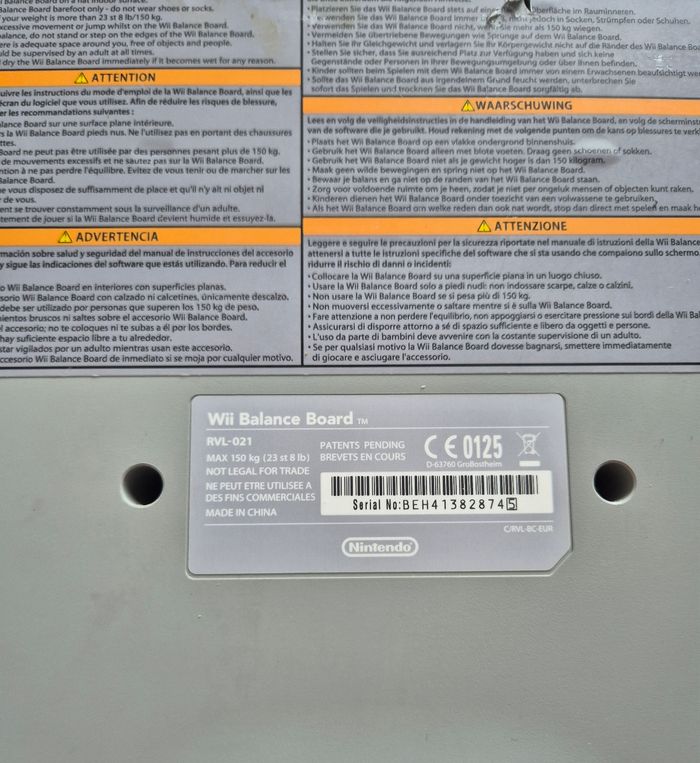 Balance Board barefoot only - do not wear shoes or socks.
your weight is more than 23 st 8 lb/150 kg.
excessive movement or jump whilst on the Wii Balance Board.
balance, do not stand or step on the edges of the Wii Balance Board.
ere is adequate space around you, free of objects and people.
uld be supervised by an adult at all times.
dry the Wii Balance Board immediately if it becomes wet for any reason.
ATTENTION
uivre les instructions du mode d'emploi de la Wii Balance Board, ainsi que les
écran du logiciel que vous utilisez. Afin de réduire les risques de blessure,
er les recommandations suivantes :
Balance Board sur une surface plane intérieure.
s la Wii Balance Board pieds nus. Ne l'utilisez pas en portant des chaussures
ttes.
Board ne peut pas être utilisée par des personnes pesant plus de 150 kg.
de mouvements excessifs et ne sautez pas sur la Wii Balance Board.
ntion à ne pas perdre l'équilibre. Evitez de vous tenir ou de marcher sur les
Balance Board.
e vous disposez de suffisamment de place et qu'il n'y ait ni objet ni
de vous.
ent se trouver constamment sous la surveillance d'un adulte.
tement de jouer si la Wii Balance Board devient humide et essuyez-la.
ADVERTENCIA
mación sobre salud y seguridad del manual de instrucciones del accesorio
y sigue las indicaciones del software que estás utilizando. Para reducir el
o Wii Balance Board en interiores con superficies planas.
sorio Wii Balance Board con calzado ni calcetines, únicamente descalzo.
debe ser utilizado por personas que superen los 150 kg de peso.
mientos bruscos ni saltes sobre el accesorio Wii Balance Board.
l accesorio; no te coloques ni te subas a él por los bordes.
hay suficiente espacio libre a tu alrededor.
star vigilados por un adulto mientras usan este accesorio.
ccesorio Wii Balance Board de inmediato si se moja por cualquier motivo.
• Platzieren Sie das Wii Balance Board stets auf Oberfläche im Rauminneren.
verwenden Sie das Wii Balance Board immer jedoch in Socken, Strümpfen oder Schuhen.
wenden Sie das Wii Balance Board nicht, Sie mehr als 150 kg wiegen.
• Vermeiden Sie übertriebene Bewegungen wie Sprünge auf dem Wii Balance Board.
• Halten Sie Ihr Gleichgewicht und verlagern Sie Ihr Körpergewicht nicht auf die Ränder des Wii Balance Boa
• Stellen Sie sicher, dass Sie ausreichend Platz zur Verfügung haben und sich keine
Gegenstände oder Personen in Ihrer Bewegungsumgebung oder über Ihnen befinden.
• Kinder sollten beim Spielen mit dem Wii Balance Board immer von einem Erwachsenen beaufsichtigt we
• Sollte das Wii Balance Board aus irgendeinem Grund feucht werden, unterbrechen Sie
sofort das Spielen und trocknen Sie das Wii Balance Board sorgfältig ab.
WAARSCHUWING
Lees en volg de veiligheidsinstructies in de handleiding van het Wii Balance Board, en volg de scherminst
van de software die je gebruikt. Houd rekening met de volgende punten om de kans op blessures te verk
• Plaats het Wii Balance Board op een vlakke ondergrond binnenshuis.
• Gebruik het Wii Balance Board alleen met blote voeten. Draag geen schoenen of sokken.
• Gebruik het Wii Balance Board niet als je gewicht hoger is dan 150 kilogram.
• Maak geen wilde bewegingen en spring niet op het Wii Balance Board.
• Bewaar je balans en ga niet op de randen van het Wii Balance Board staan.
• Zorg voor voldoende ruimte om je heen, zodat je niet per ongeluk mensen of objecten kunt raken.
• Kinderen dienen het Wii Balance Board onder toezicht van een volwassene te gebruiken.
• Als het Wii Balance Board om welke reden dan ook nat wordt, stop dan direct met spelen en maak h
ATTENZIONE
Leggere e seguire le precauzioni per la sicurezza riportate nel manuale di istruzioni della Wii Balance
attenersi a tutte le istruzioni specifiche del software che si sta usando che compaiono sullo schermo.
ridurre il rischio di danno o incidenti:
• Collocare la Wii Balance Board su una superficie piana in un luogo chiuso.
• Usare la Wii Balance Board solo a piedi nudi: non indossare scarpe, calze o calzini.
• Non usare la Wii Balance Board se si pesa più di 150 kg.
• Non muoversi eccessivamente o saltare mentre si è sulla Wii Balance Board.
• Fare attenzione a non perdere l'equilibrio, non appoggiarsi o esercitare pressione sui bordi della Wii Bal
• Assicurarsi di disporre attorno a sé di spazio sufficiente e libero da oggetti e persone.
• L'uso da parte di bambini deve avvenire con la costante supervisione di un adulto.
• Se per qualsiasi motivo la Wii Balance Board dovesse bagnarsi, smettere immediatamente
di giocare e asciugare l'accessorio.
Wii Balance Board TM
RVL-021
MAX 150 kg (23 st 8 lb)
NOT LEGAL FOR TRADE
NE PEUT ETRE UTILISEE A
DES FINS COMMERCIALES
MADE IN CHINA
PATENTS PENDING
BREVETS EN COURS
CE 0125
D-63760 Großostheim
Serial No:BEH413828745
C/RVL-BC-EUR
Nintendo